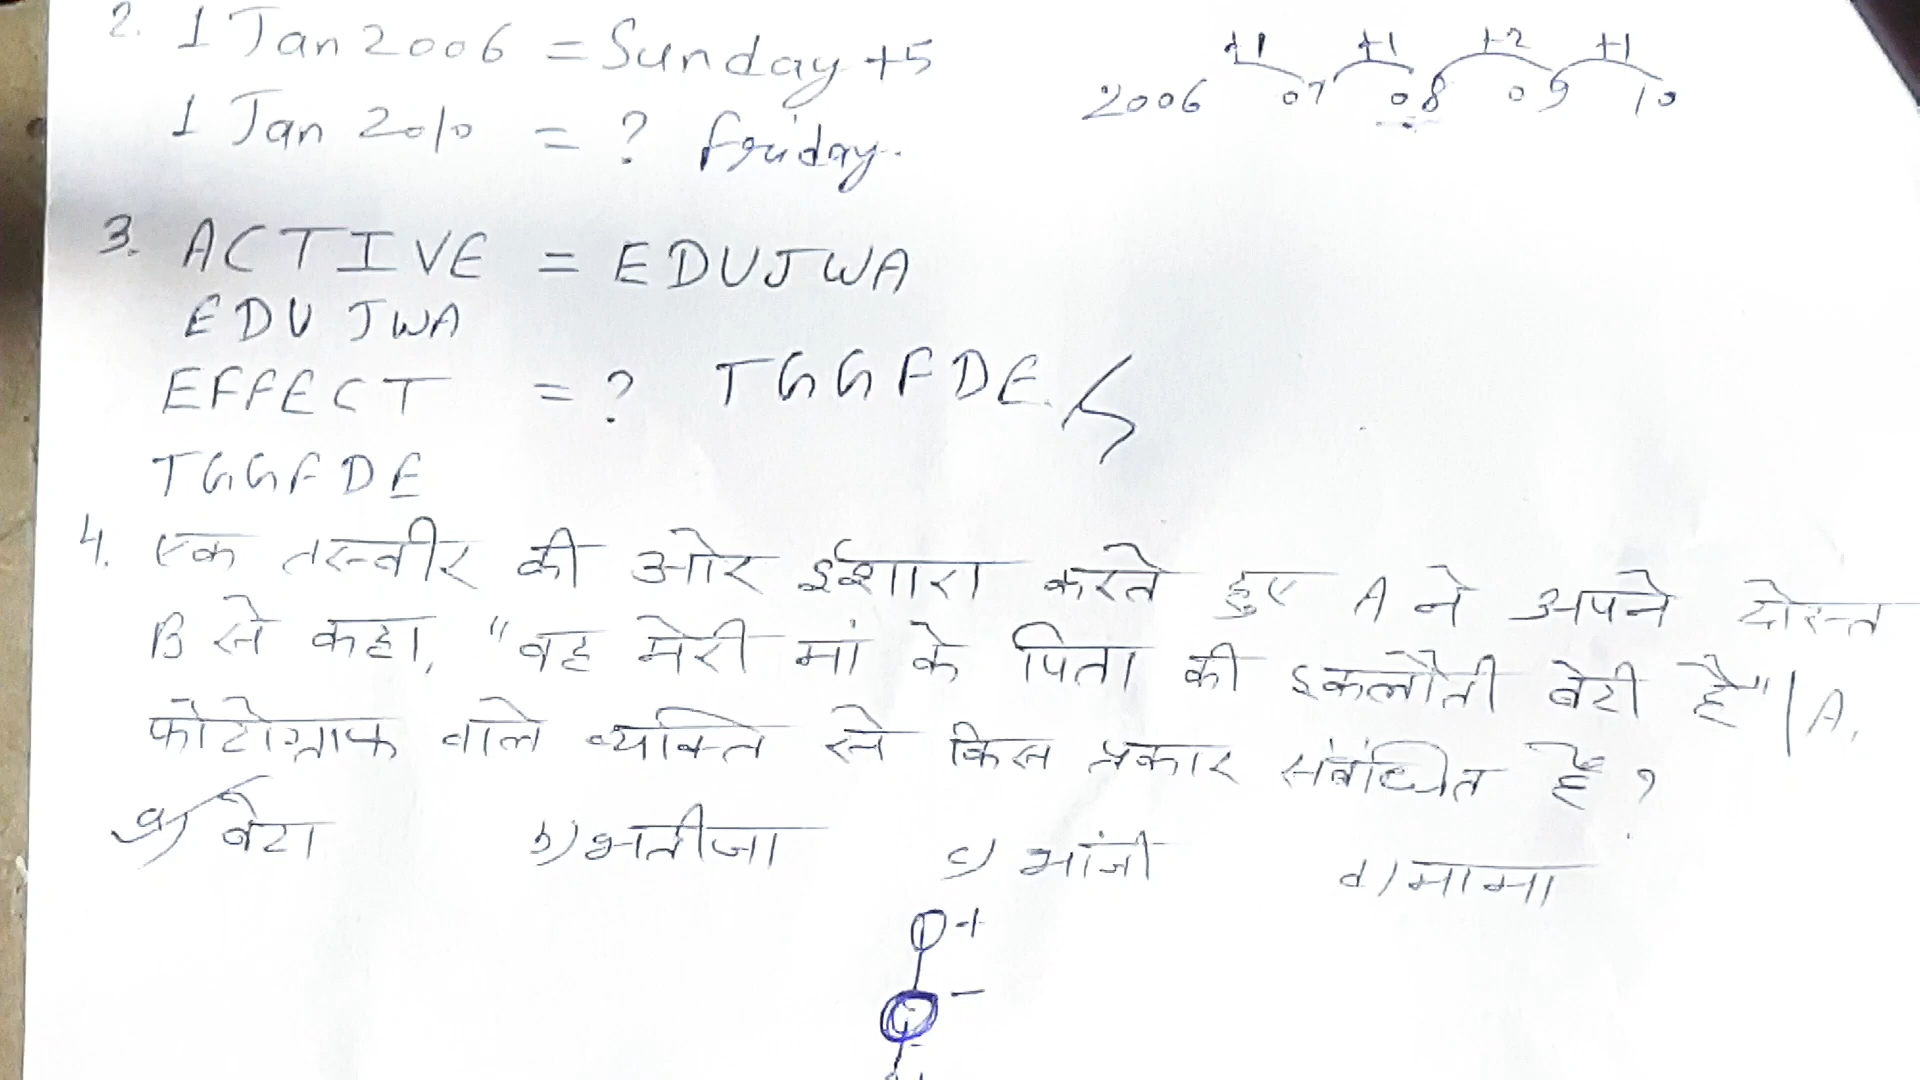 2. 1 Jan 2006 = Sunday +5
1 Jan 2010 = ? friday.
+1 +1 +2 +1
2006 07 08 09 10
3. ACTIVE = EDUJWA
EDUJWA
EFFECT = ? TGGFDE
TGGFDE
4. एक तस्वीर की ओर ईशारा करते हुए A ने अपने दोस्त
B से कहा, "वह मेरी मां के पिता की इकलौती बेटी है"| A,
फोटोग्राफ वाले व्यक्ति से किस प्रकार संबंधित है ?
a) बेटा b) भतीजा c) भांजी d) मामा
+
-